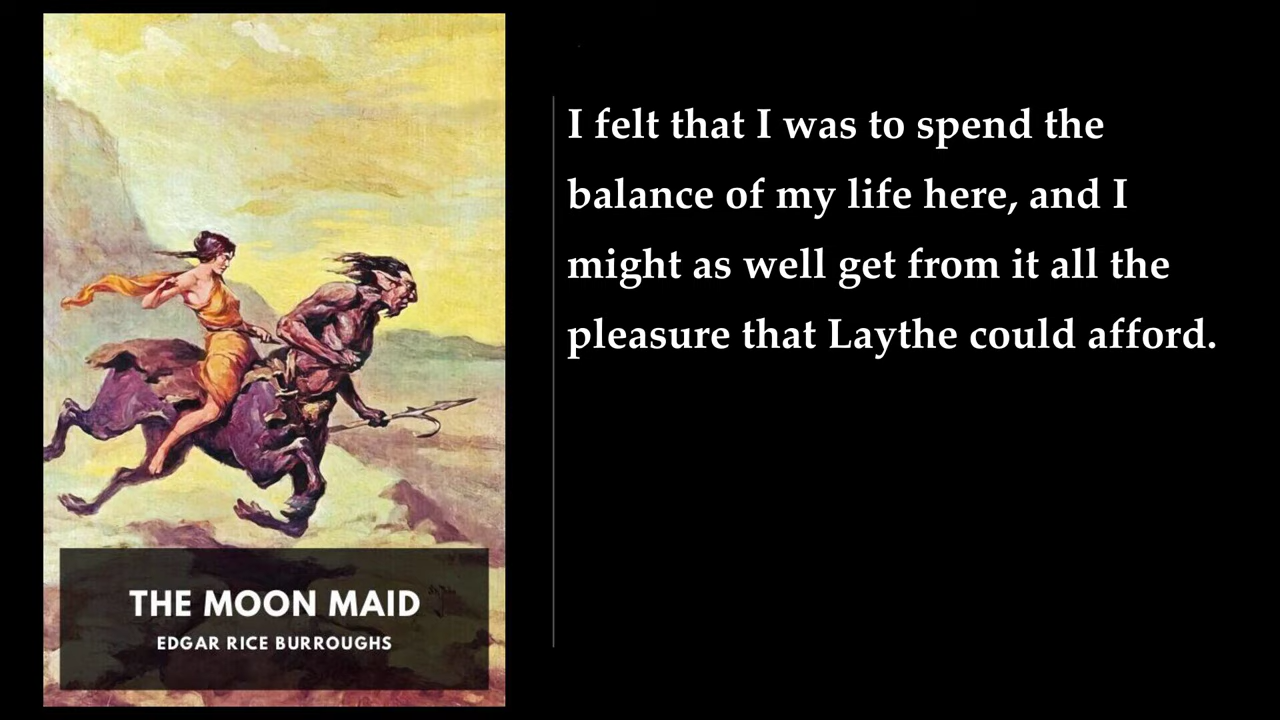 THE MOON MAID
EDGAR RICE BURROUGHS
I felt that I was to spend the
balance of my life here, and I
might as well get from it all the
pleasure that Laythe could afford.